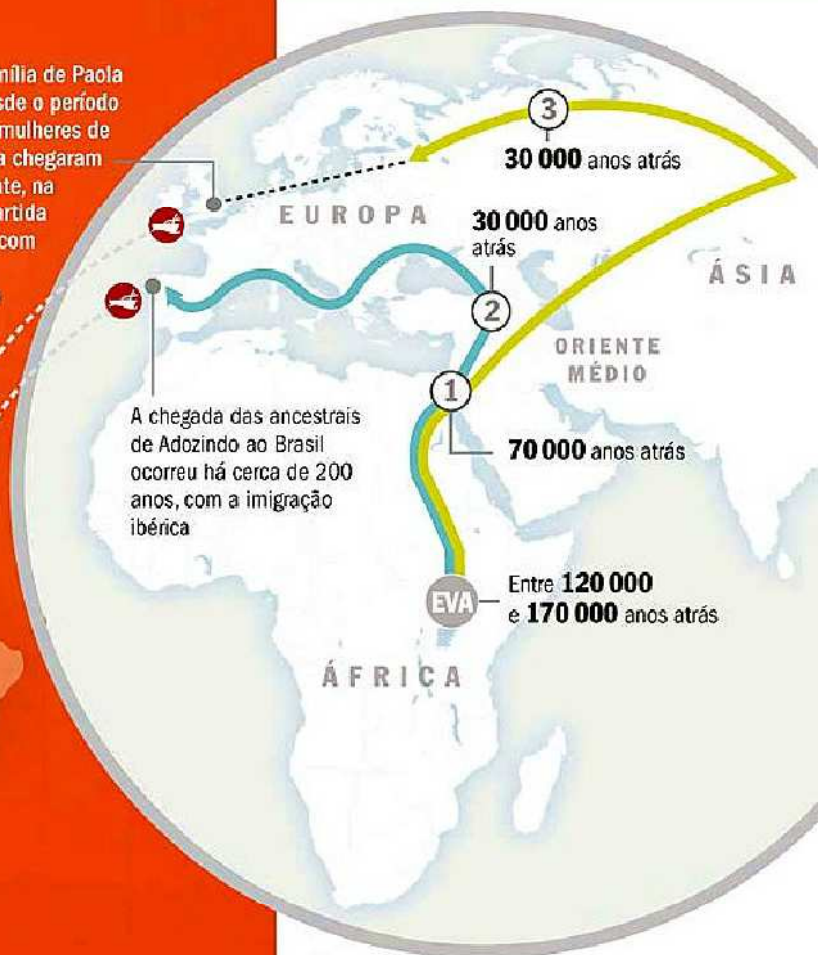 mília de Paola
sde o período
mulheres de
a chegaram
te, na
rtida
com
3
30 000 anos atrás
EUROPA
30 000 anos
atrás
ÁSIA
2
ORIENTE
MÉDIO
1
A chegada das ancestrais
de Adozindo ao Brasil
ocorreu há cerca de 200
anos, com a imigração
ibérica
70 000 anos atrás
EVA
Entre 120 000
e 170 000 anos atrás
ÁFRICA